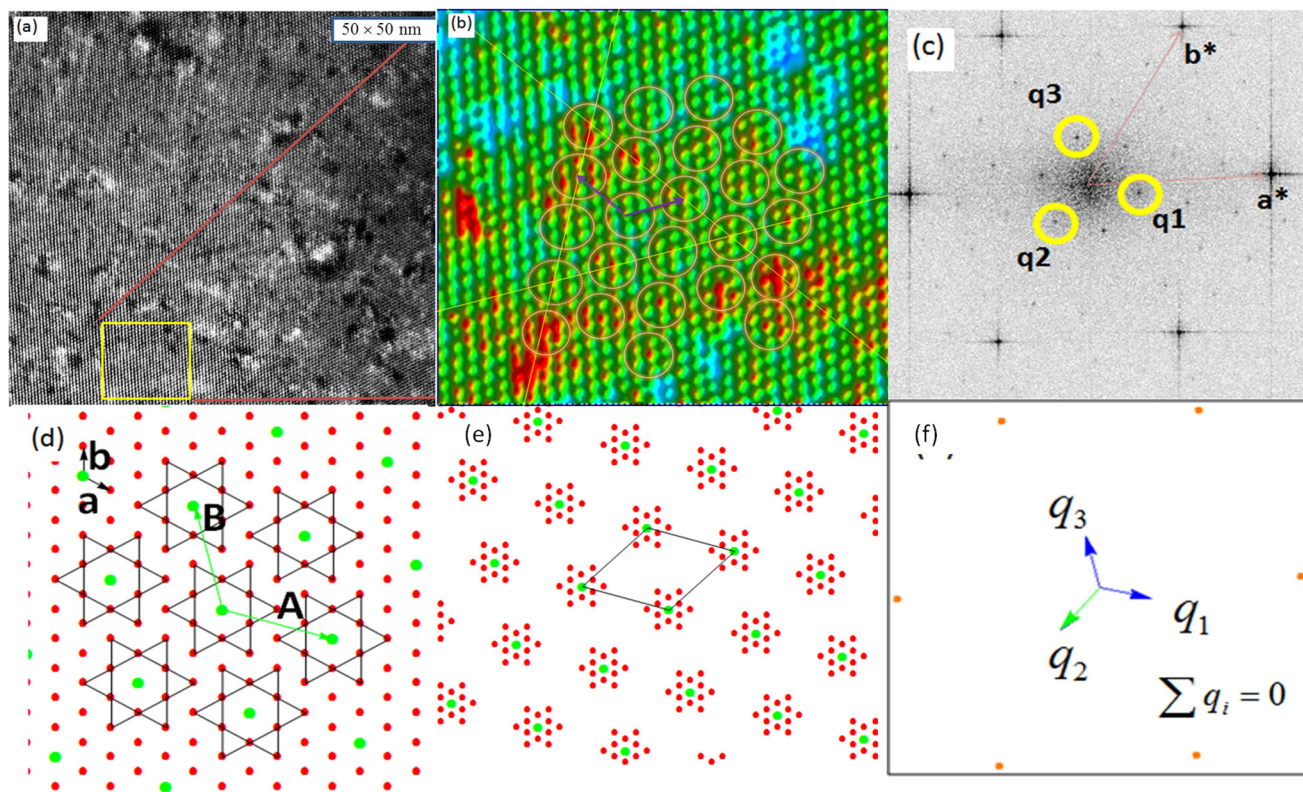 (a)
50 × 50 nm
(b)
(c)
b*
q3
a*
q1
q2
(d)
b
a
B
A
(e)
(f)
q3
q1
q2
∑ qi = 0